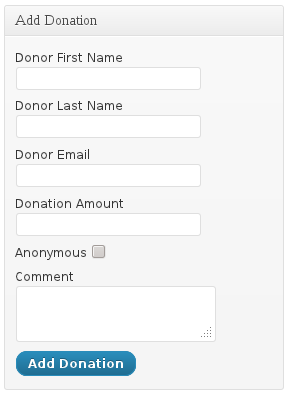 Add Donation
Donor First Name
Donor Last Name
Donor Email
Donation Amount
Anonymous
Comment
Add Donation